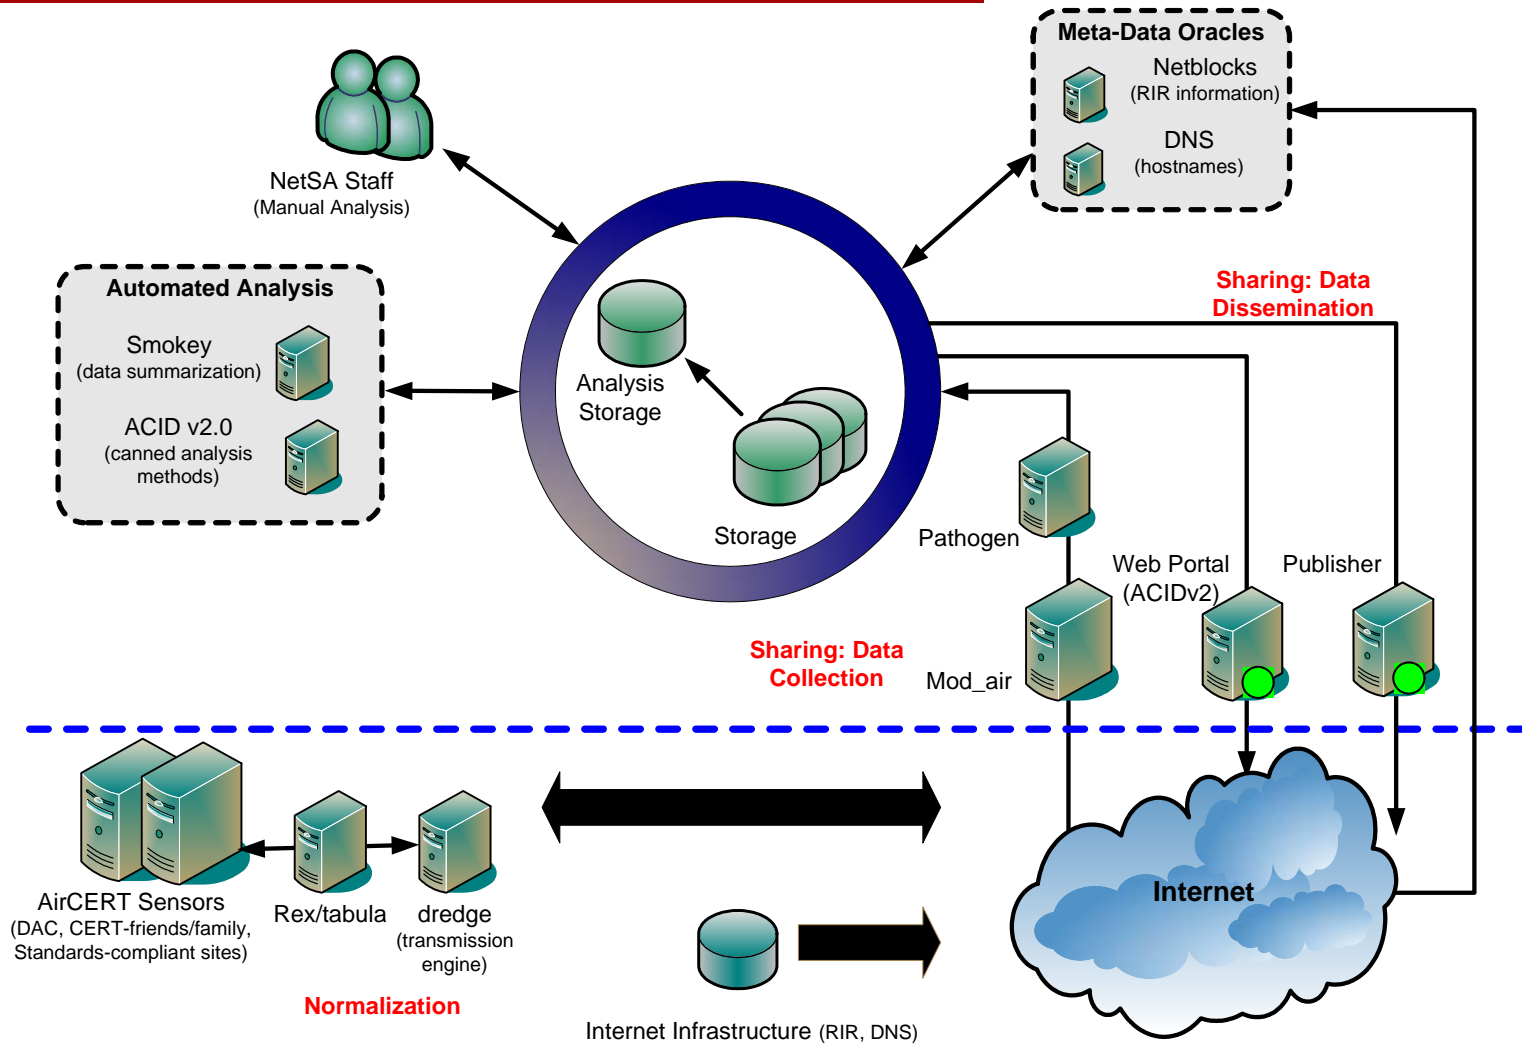 Meta-Data Oracles
Netblocks
(RIR information)
DNS
(hostnames)
NetSA Staff
(Manual Analysis)
Automated Analysis
Smokey
(data summarization)
ACID v2.0
(canned analysis
methods)
Analysis
Storage
Storage
Sharing: Data
Dissemination
Pathogen
Web Portal
(ACIDv2)
Publisher
Sharing: Data
Collection
Mod_air
AirCERT Sensors
(DAC, CERT-friends/family,
Standards-compliant sites)
Rex/tabula
dredge
(transmission
engine)
Normalization
Internet
Internet Infrastructure (RIR, DNS)